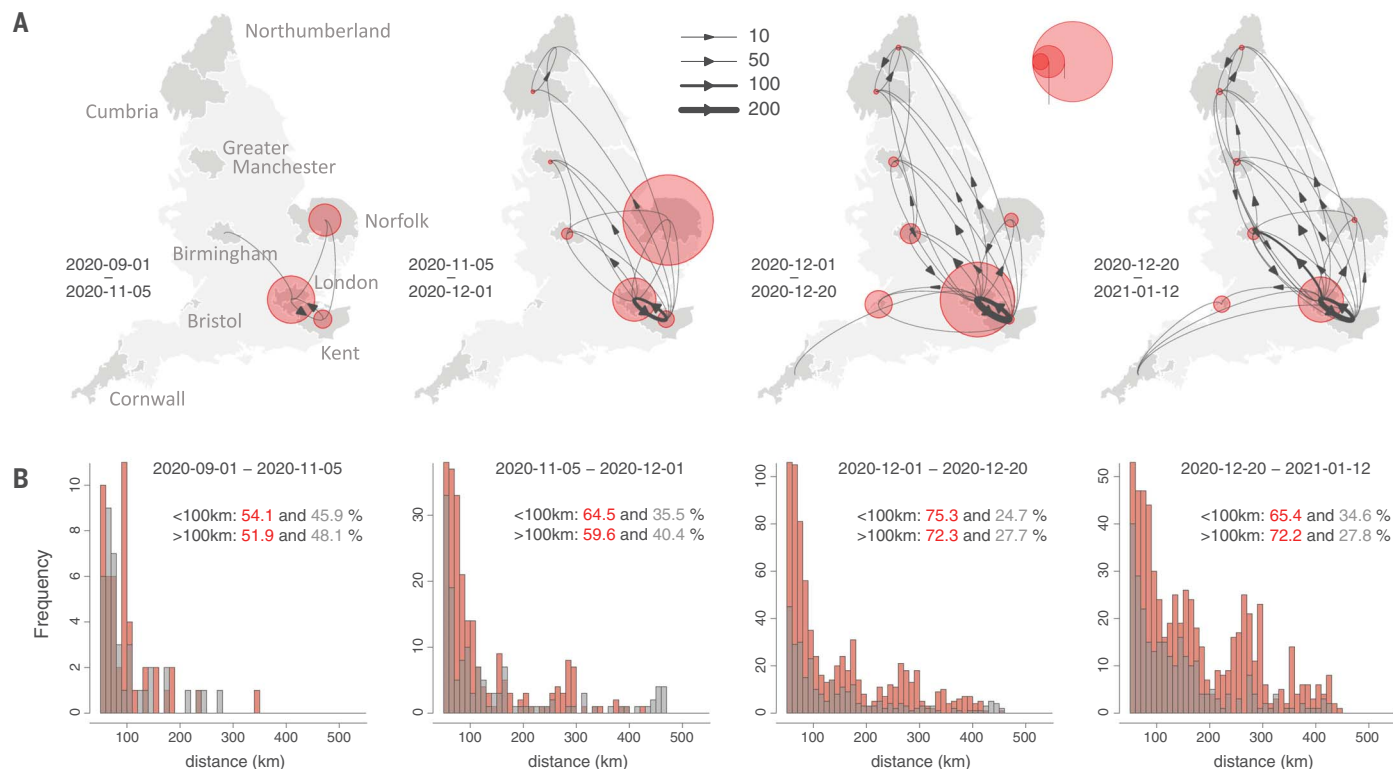 A
Northumberland
Cumbria
Greater
Manchester
Norfolk
Birmingham
London
Bristol
Kent
Cornwall
2020-09-01
–
2020-11-05
2020-11-05
–
2020-12-01
10
50
100
200
2020-12-01
–
2020-12-20
2020-12-20
–
2021-01-12
B
2020-09-01 – 2020-11-05
<100km: 54.1 and 45.9 %
>100km: 51.9 and 48.1 %
Frequency
0
2
4
6
8
10
100
200
300
400
500
distance (km)
2020-11-05 – 2020-12-01
<100km: 64.5 and 35.5 %
>100km: 59.6 and 40.4 %
0
10
20
30
100
200
300
400
500
distance (km)
2020-12-01 – 2020-12-20
<100km: 75.3 and 24.7 %
>100km: 72.3 and 27.7 %
0
20
40
60
80
100
100
200
300
400
500
distance (km)
2020-12-20 – 2021-01-12
<100km: 65.4 and 34.6 %
>100km: 72.2 and 27.8 %
0
10
20
30
40
50
100
200
300
400
500
distance (km)